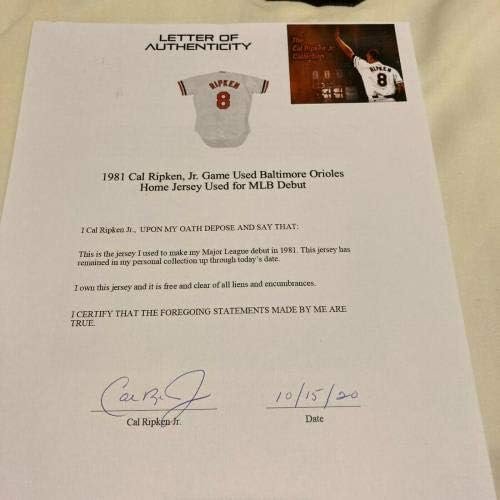 LETTER OF
AUTHENTICITY
The
Cal Ripken Jr.
Collection
RIPKEN
8
RIPKEN
8
1981 Cal Ripken, Jr. Game Used Baltimore Orioles
Home Jersey Used for MLB Debut
I Cal Ripken Jr., UPON MY OATH DEPOSE AND SAY THAT:
This is the jersey I used to make my Major League debut in 1981. This jersey has
remained in my personal collection up through today's date.
I own this jersey and it is free and clear of all liens and encumbrances.
I CERTIFY THAT THE FOREGOING STATEMENTS MADE BY ME ARE
TRUE.
10/15/20
Cal Ripken Jr.
Date